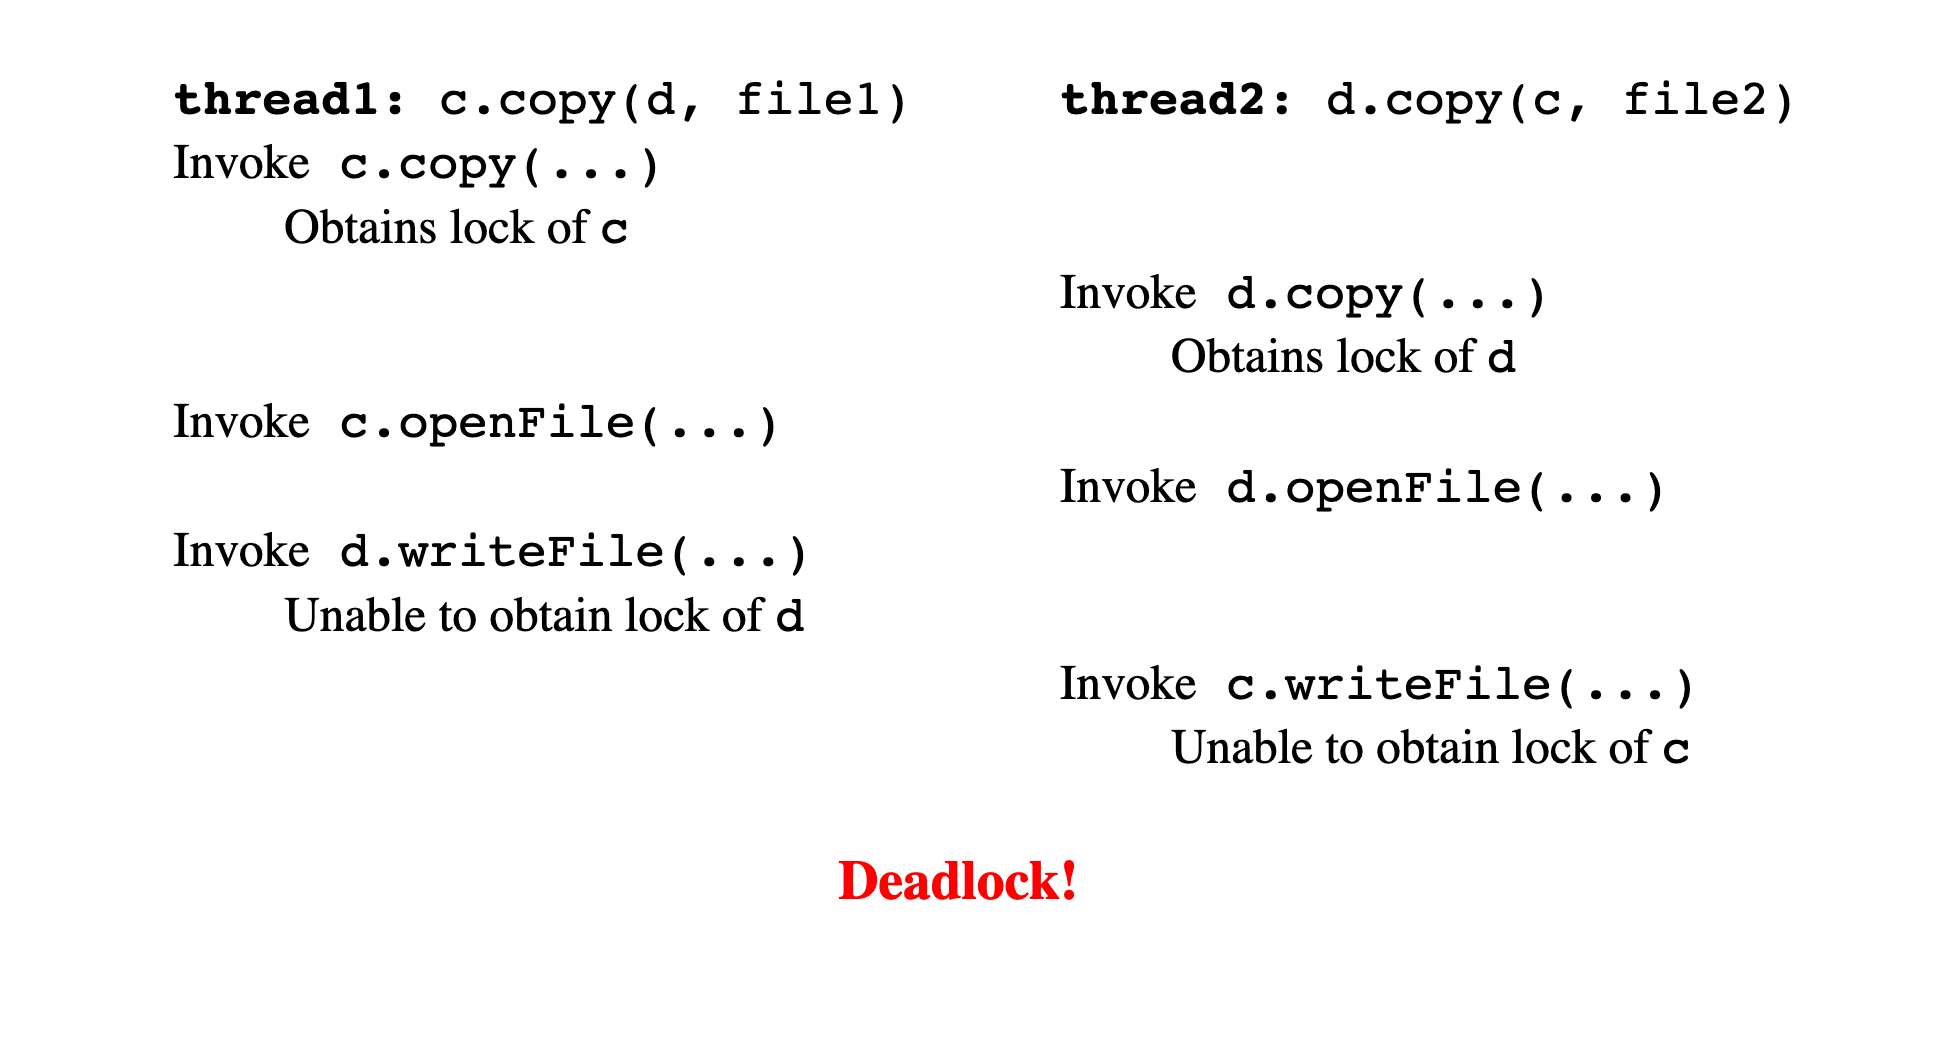 thread1: c.copy(d, file1)
thread2: d.copy(c, file2)
Invoke c.copy(...)
Obtains lock of c
Invoke d.copy(...)
Obtains lock of d
Invoke c.openFile(...)
Invoke d.openFile(...)
Invoke d.writeFile(...)
Unable to obtain lock of d
Invoke c.writeFile(...)
Unable to obtain lock of c
Deadlock!